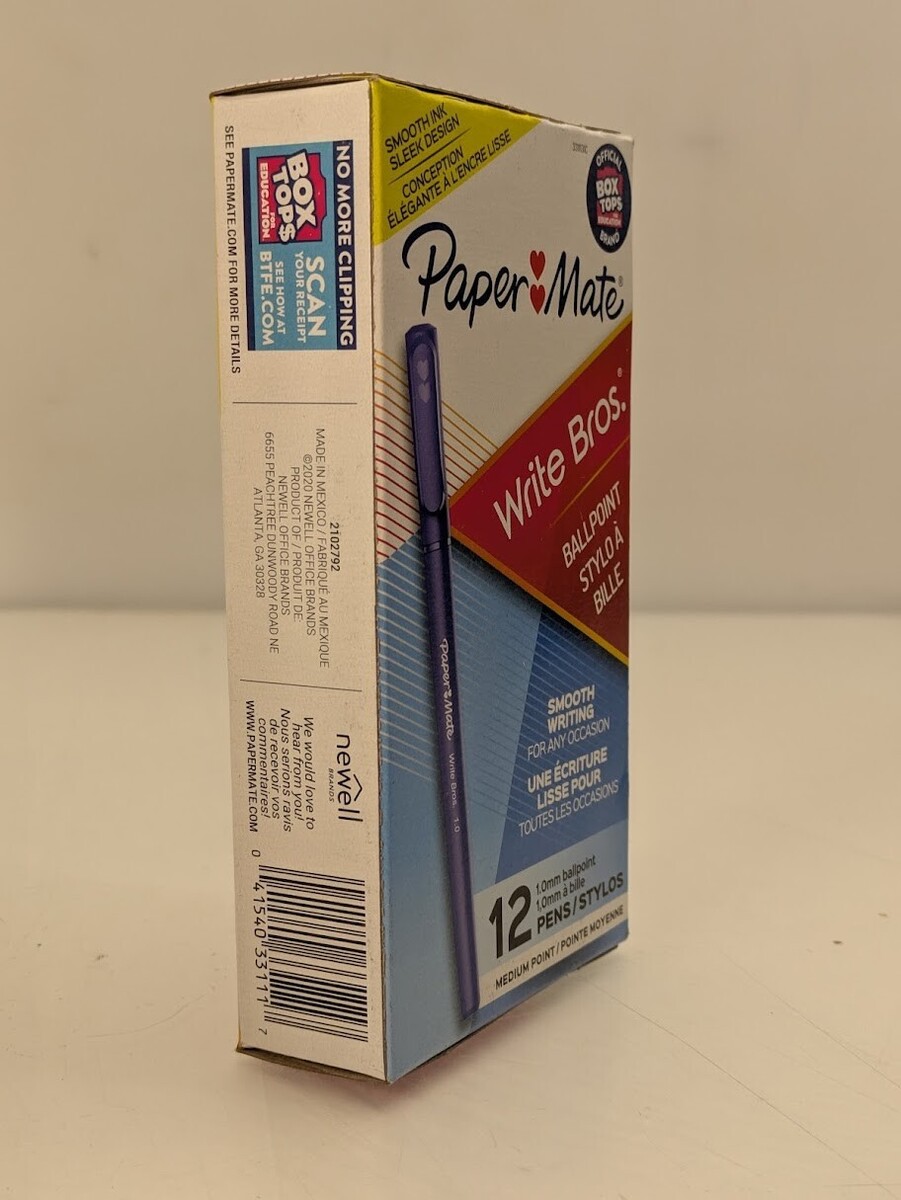 SEE PAPERMATE.COM FOR MORE DETAILS
NO MORE CLIPPING
BOX
TOPS
FOR
EDUCATION
SCAN
YOUR RECEIPT
SEE HOW AT
BTFE.COM
2102792
MADE IN MEXICO / FABRIQUÉ AU MEXIQUE
©2020 NEWELL OFFICE BRANDS
PRODUCT OF / PRODUIT DE:
NEWELL OFFICE BRANDS
6655 PEACHTREE DUNWOODY ROAD NE
ATLANTA, GA 30328
newell
BRANDS
We would love to
hear from you!
Nous serions ravis
de recevoir vos
commentaires!
WWW.PAPERMATE.COM
0 41540 33111 7
SMOOTH INK
SLEEK DESIGN
CONCEPTION
ÉLÉGANTE À L'ENCRE LISSE
OFFICIAL
BOX
TOPS
BRAND
Paper Mate®
Write Bros.®
BALLPOINT
STYLO À
BILLE
Paper Mate Write Bros. 1.0
SMOOTH
WRITING
FOR ANY OCCASION
UNE ÉCRITURE
LISSE POUR
TOUTES LES OCCASIONS
12
1.0mm ballpoint
1,0mm à bille
PENS/STYLOS
MEDIUM POINT / POINTE MOYENNE